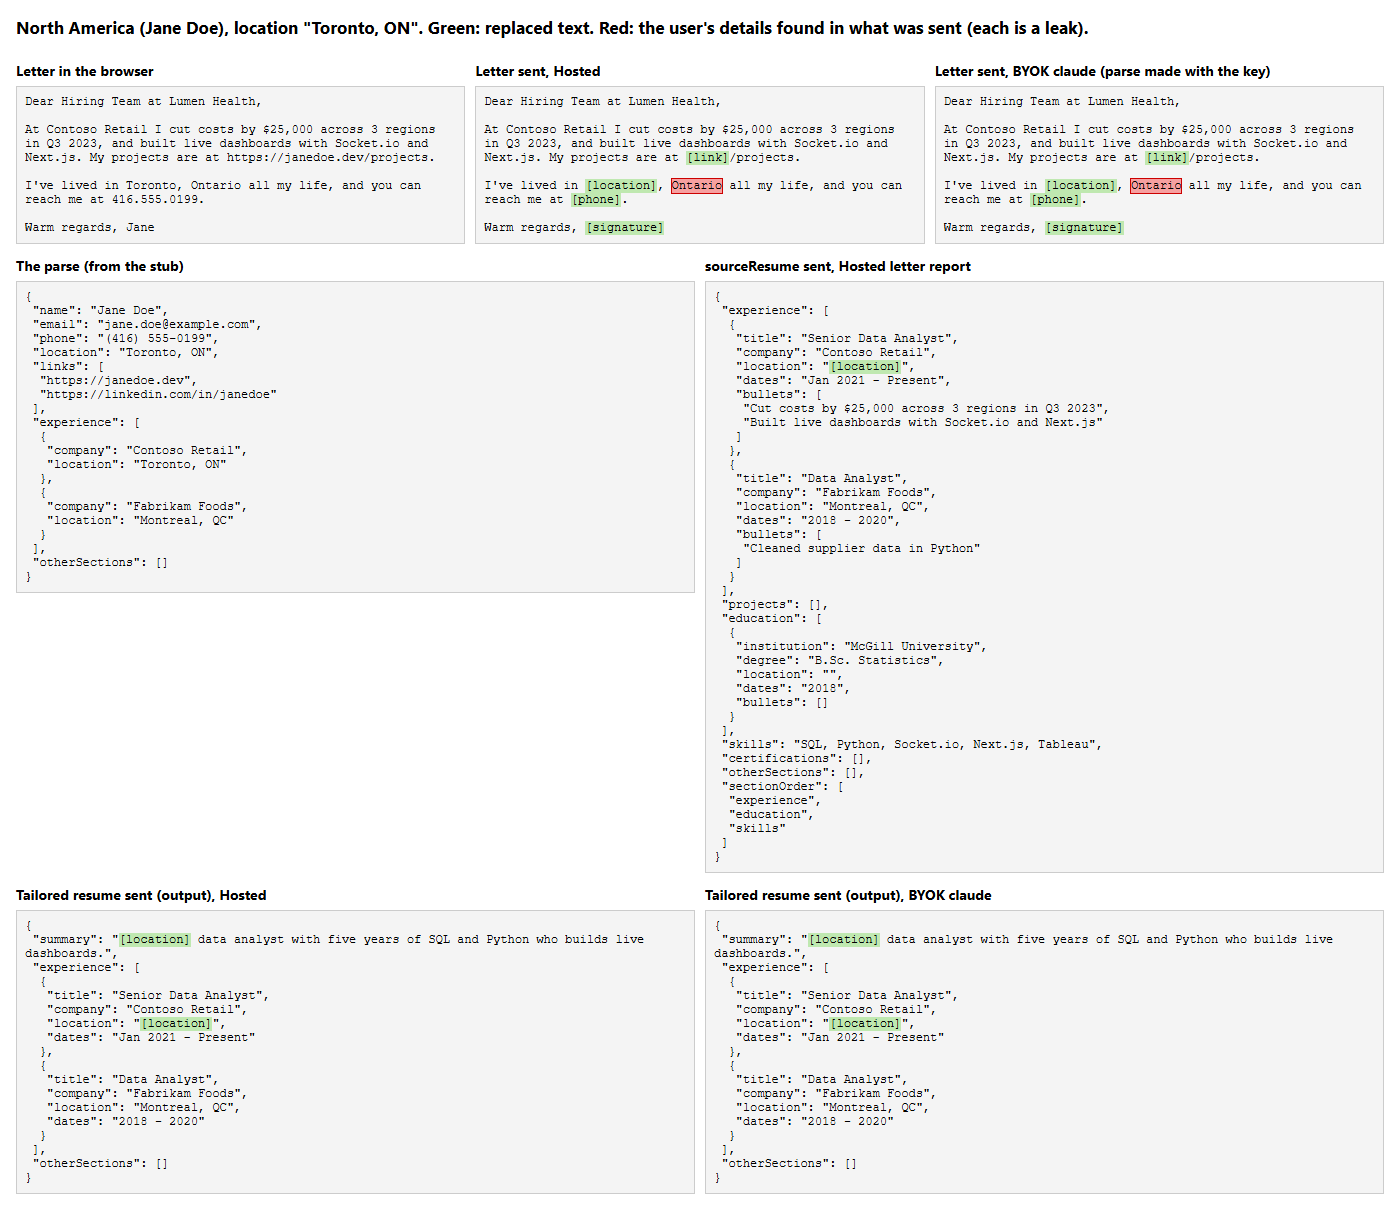 North America (Jane Doe), location "Toronto, ON". Green: replaced text. Red: the user's details found in what was sent (each is a leak).
Letter in the browser
Dear Hiring Team at Lumen Health,
At Contoso Retail I cut costs by $25,000 across 3 regions
in Q3 2023, and built live dashboards with Socket.io and
Next.js. My projects are at https://janedoe.dev/projects.
I've lived in Toronto, Ontario all my life, and you can
reach me at 416.555.0199.
Warm regards, Jane
Letter sent, Hosted
Dear Hiring Team at Lumen Health,
At Contoso Retail I cut costs by $25,000 across 3 regions
in Q3 2023, and built live dashboards with Socket.io and
Next.js. My projects are at [link]/projects.
I've lived in [location], Ontario all my life, and you can
reach me at [phone].
Warm regards, [signature]
Letter sent, BYOK claude (parse made with the key)
Dear Hiring Team at Lumen Health,
At Contoso Retail I cut costs by $25,000 across 3 regions
in Q3 2023, and built live dashboards with Socket.io and
Next.js. My projects are at [link]/projects.
I've lived in [location], Ontario all my life, and you can
reach me at [phone].
Warm regards, [signature]
The parse (from the stub)
{
"name": "Jane Doe",
"email": "jane.doe@example.com",
"phone": "(416) 555-0199",
"location": "Toronto, ON",
"links": [
"https://janedoe.dev",
"https://linkedin.com/in/janedoe"
],
"experience": [
{
"company": "Contoso Retail",
"location": "Toronto, ON"
},
{
"company": "Fabrikam Foods",
"location": "Montreal, QC"
}
],
"otherSections": []
}
sourceResume sent, Hosted letter report
{
"experience": [
{
"title": "Senior Data Analyst",
"company": "Contoso Retail",
"location": "[location]",
"dates": "Jan 2021 - Present",
"bullets": [
"Cut costs by $25,000 across 3 regions in Q3 2023",
"Built live dashboards with Socket.io and Next.js"
]
},
{
"title": "Data Analyst",
"company": "Fabrikam Foods",
"location": "Montreal, QC",
"dates": "2018 - 2020",
"bullets": [
"Cleaned supplier data in Python"
]
}
],
"projects": [],
"education": [
{
"institution": "McGill University",
"degree": "B.Sc. Statistics",
"location": "",
"dates": "2018",
"bullets": []
}
],
"skills": "SQL, Python, Socket.io, Next.js, Tableau",
"certifications": [],
"otherSections": [],
"sectionOrder": [
"experience",
"education",
"skills"
]
}
Tailored resume sent (output), Hosted
{
"summary": "[location] data analyst with five years of SQL and Python who builds live
dashboards.",
"experience": [
{
"title": "Senior Data Analyst",
"company": "Contoso Retail",
"location": "[location]",
"dates": "Jan 2021 - Present"
},
{
"title": "Data Analyst",
"company": "Fabrikam Foods",
"location": "Montreal, QC",
"dates": "2018 - 2020"
}
],
"otherSections": []
}
Tailored resume sent (output), BYOK claude
{
"summary": "[location] data analyst with five years of SQL and Python who builds live
dashboards.",
"experience": [
{
"title": "Senior Data Analyst",
"company": "Contoso Retail",
"location": "[location]",
"dates": "Jan 2021 - Present"
},
{
"title": "Data Analyst",
"company": "Fabrikam Foods",
"location": "Montreal, QC",
"dates": "2018 - 2020"
}
],
"otherSections": []
}